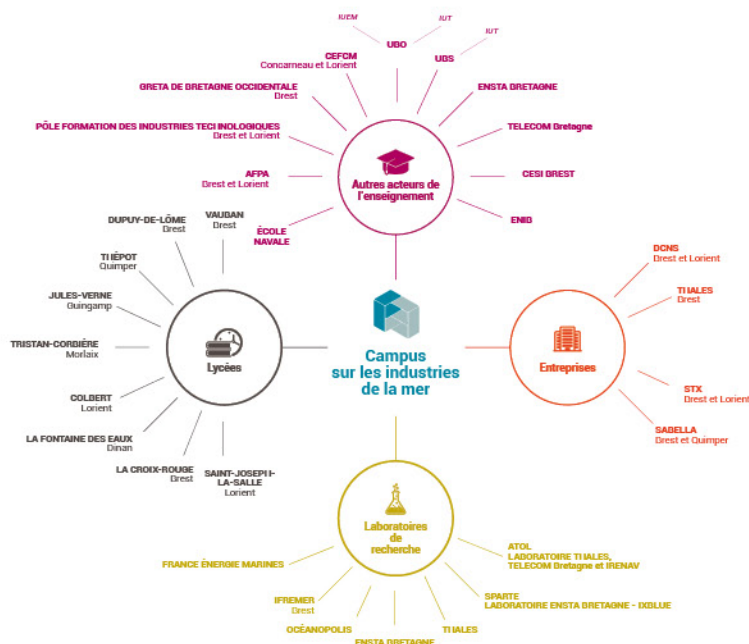 IUEM
IUT
UBO
IUT
UBS
CEFCM
Concarneau et Lorient
GRETA DE BRETAGNE OCCIDENTALE
Brest
ENSTA BRETAGNE
PÔLE FORMATION DES INDUSTRIES TECHNOLOGIQUES
Brest et Lorient
TELECOM Bretagne
AFPA
Brest et Lorient
CESI BREST
Autres acteurs de
l'enseignement
ÉCOLE
NAVALE
ENIB
VAUBAN
Brest
DUPUY-DE-LÔME
Brest
THÉPOT
Quimper
JULES-VERNE
Guingamp
TRISTAN-CORBIÈRE
Morlaix
COLBERT
Lorient
LA FONTAINE DES EAUX
Dinan
LA CROIX-ROUGE
Brest
SAINT-JOSEPH-
LA-SALLE
Lorient
Lycées
Campus
sur les industries
de la mer
DCNS
Brest et Lorient
THALES
Brest
Entreprises
STX
Brest et Lorient
SABELLA
Brest et Quimper
Laboratoires
de
recherche
FRANCE ÉNERGIE MARINES
IFREMER
Brest
OCÉANOPOLIS
ENSTA BRETAGNE
THALES
SPARTE
LABORATOIRE ENSTA BRETAGNE - IXBLUE
ATOL
LABORATOIRE THALES,
TELECOM Bretagne et IRENAV